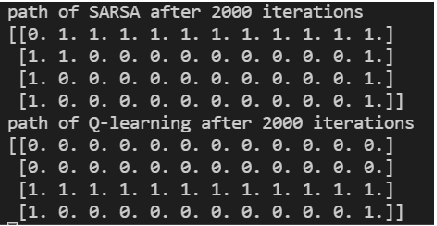 path of SARSA after 2000 iterations
[[0. 1. 1. 1. 1. 1. 1. 1. 1. 1. 1. 1.]
[1. 1. 0. 0. 0. 0. 0. 0. 0. 0. 0. 1.]
[1. 0. 0. 0. 0. 0. 0. 0. 0. 0. 0. 1.]
[1. 0. 0. 0. 0. 0. 0. 0. 0. 0. 0. 1.]]
path of Q-learning after 2000 iterations
[[0. 0. 0. 0. 0. 0. 0. 0. 0. 0. 0. 0.]
[0. 0. 0. 0. 0. 0. 0. 0. 0. 0. 0. 0.]
[1. 1. 1. 1. 1. 1. 1. 1. 1. 1. 1. 1.]
[1. 0. 0. 0. 0. 0. 0. 0. 0. 0. 0. 1.]]